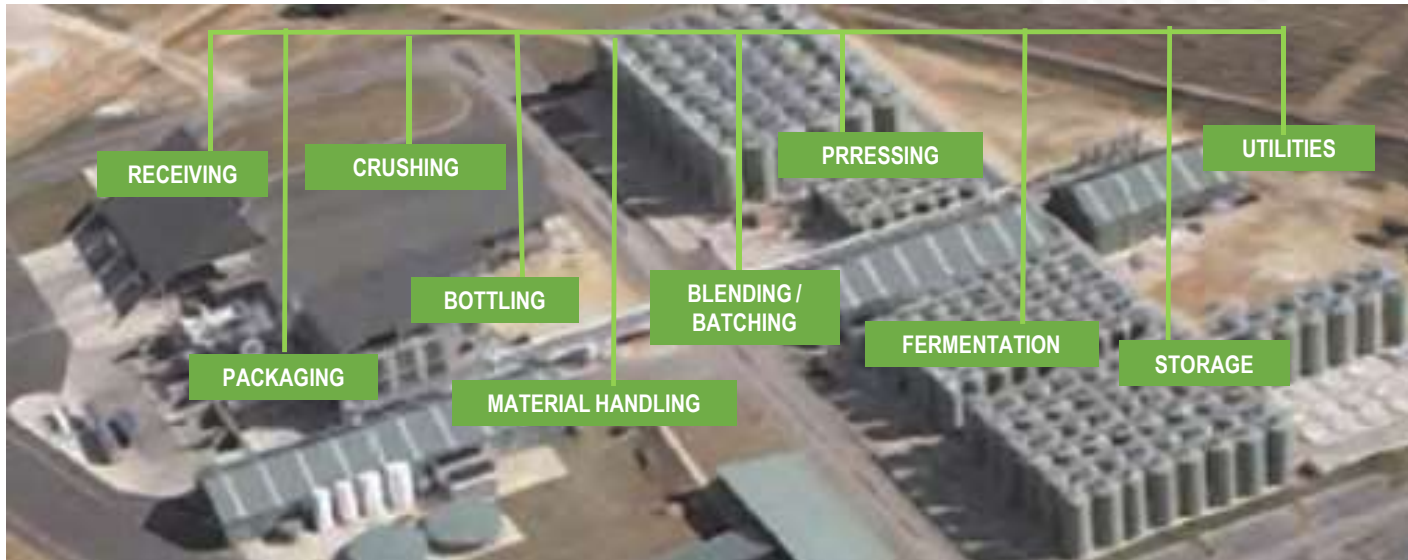 RECEIVING
CRUSHING
PRRESSING
UTILITIES
BOTTLING
BLENDING /
BATCHING
FERMENTATION
STORAGE
PACKAGING
MATERIAL HANDLING